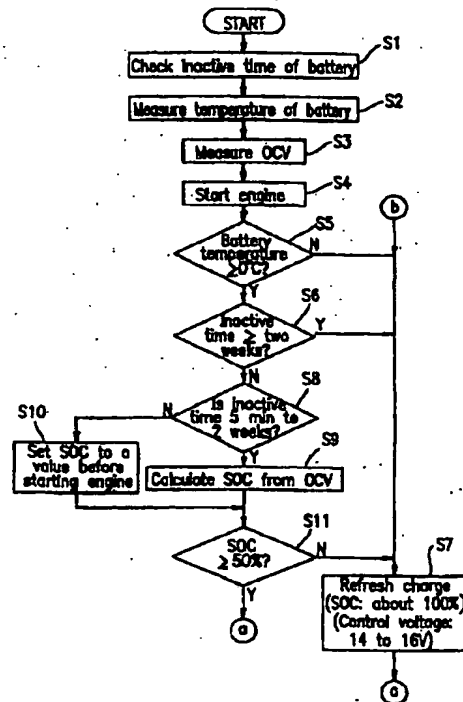 START
S1
Check inactive time of battery
S2
Measure temperature of battery
S3
Measure OCV
S4
Start engine
b
S5
Battery
temperature
≥0°C?
N
Y
S6
Inactive
time ≥ two
weeks?
Y
N
S8
Is inactive
time 5 min to
2 weeks?
N
Y
S10
Set SOC to a
value before
starting engine
S9
Calculate SOC from OCV
S11
SOC
≥50%?
N
Y
a
S7
Refresh charge
(SOC: about 100%)
(Control voltage:
14 to 16V)
a